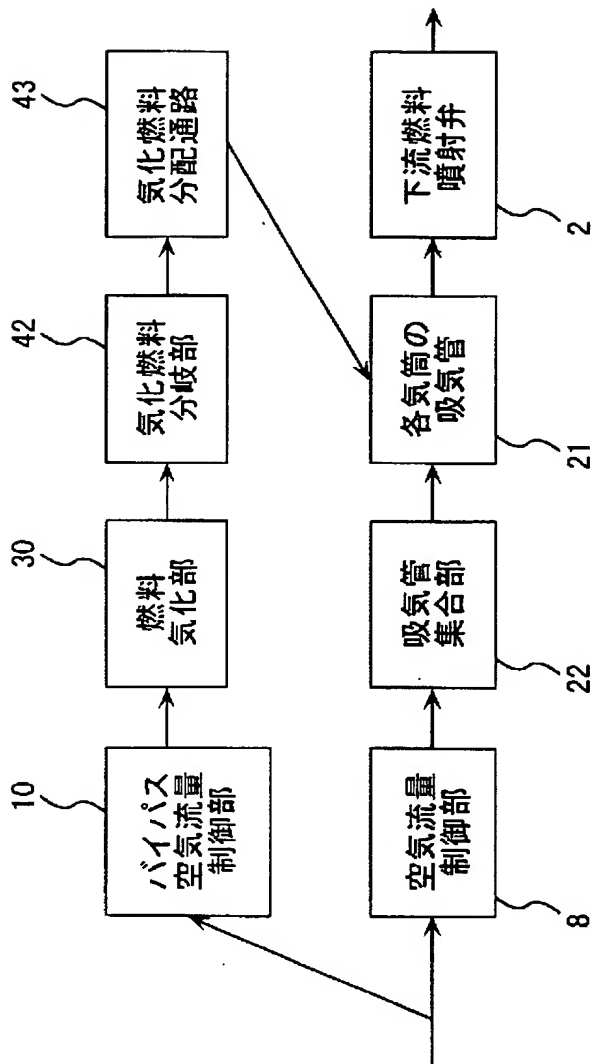 10
バイパス
空気流量
制御部
30
燃料
気化部
42
気化燃料
分岐部
43
気化燃料
分配通路
空気流量
制御部
8
吸気管
集合部
22
各気筒の
吸気管
21
下流燃料
噴射弁
2